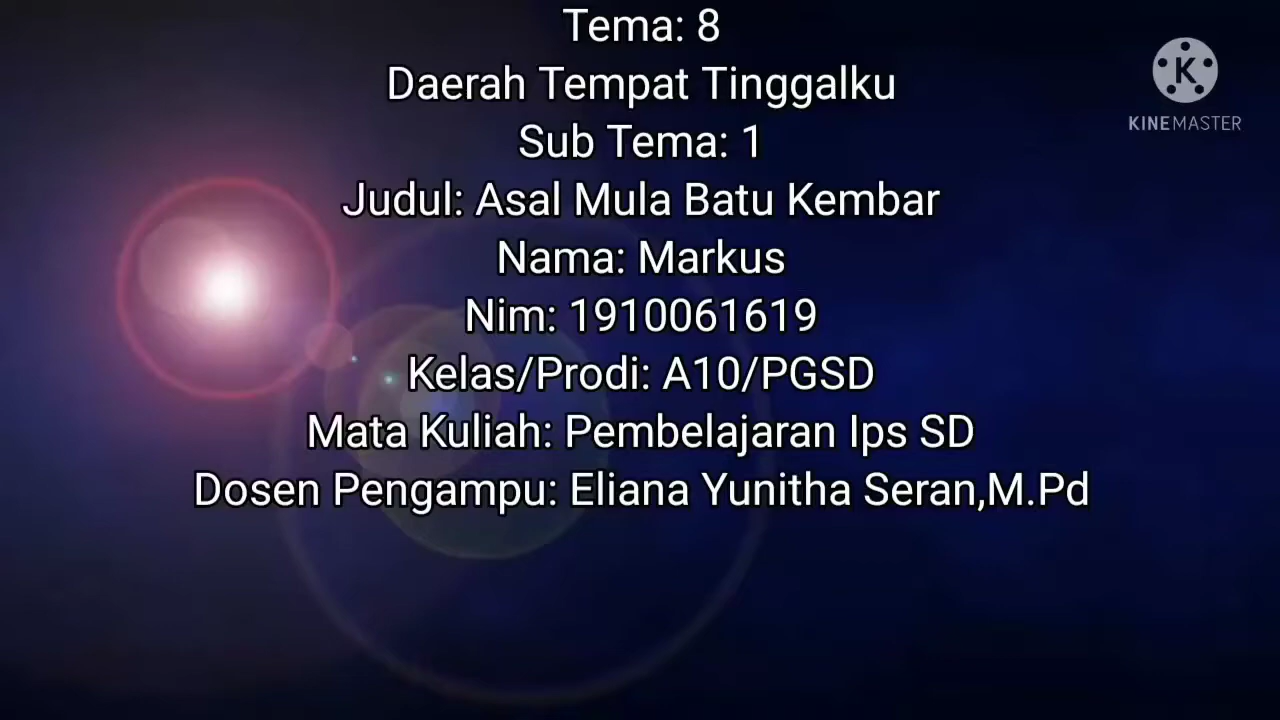 Tema: 8
Daerah Tempat Tinggalku
Sub Tema: 1
Judul: Asal Mula Batu Kembar
Nama: Markus
Nim: 1910061619
Kelas/Prodi: A10/PGSD
Mata Kuliah: Pembelajaran Ips SD
Dosen Pengampu: Eliana Yunitha Seran,M.Pd
K
KINEMASTER